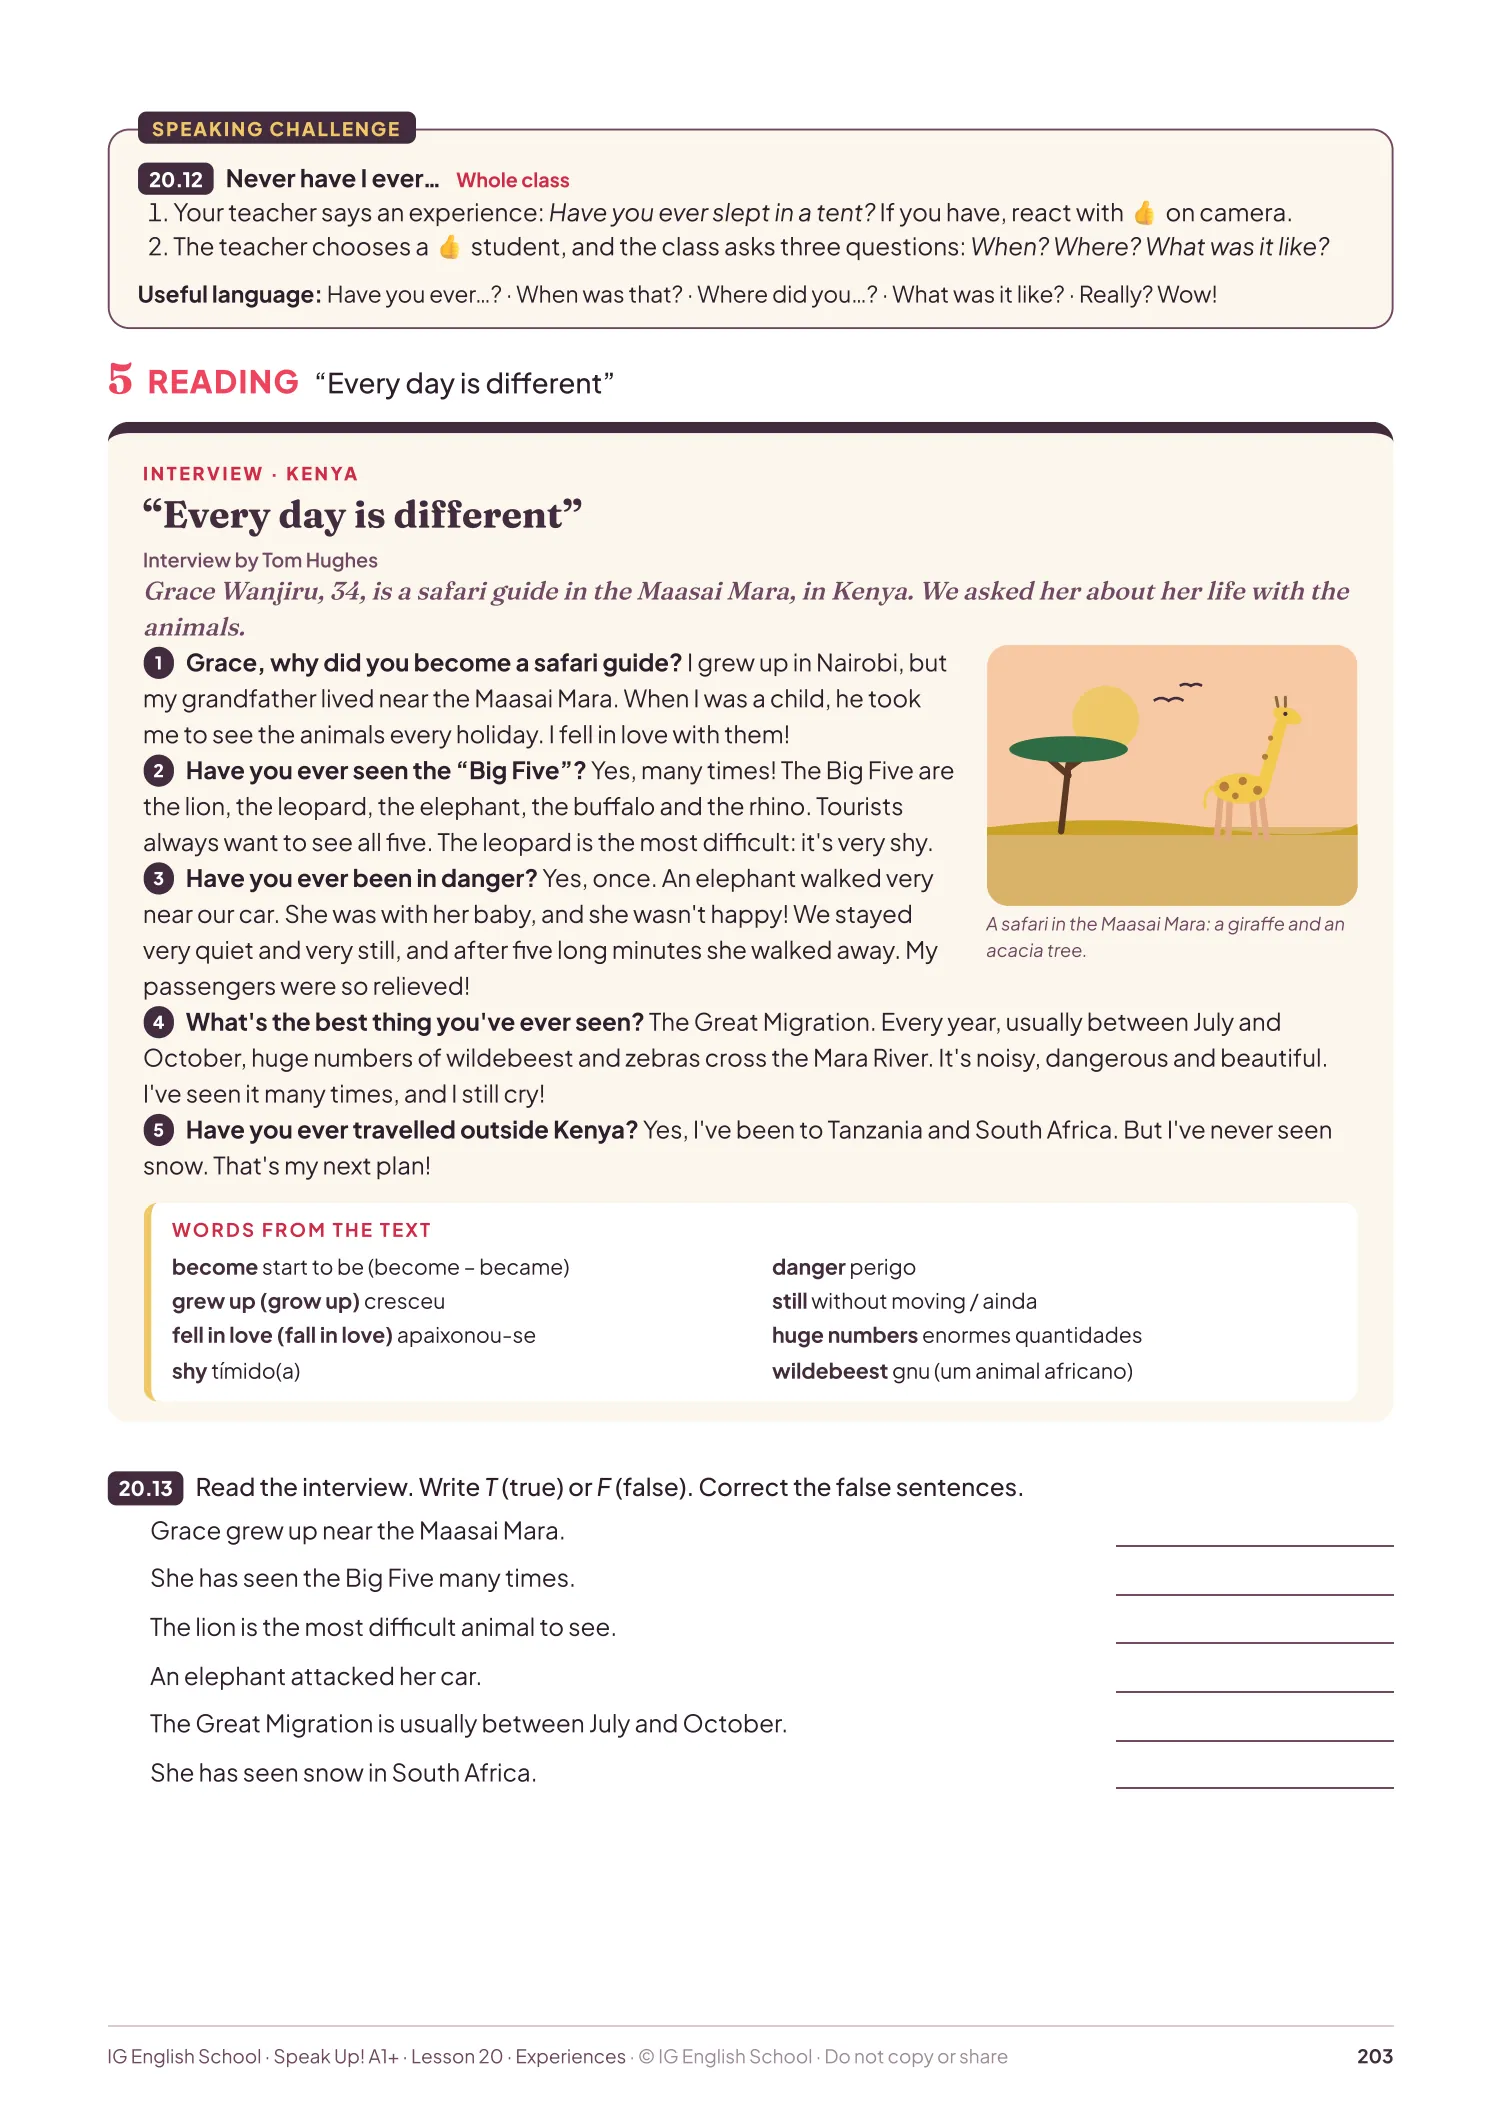 SPEAKING CHALLENGE
20.12 Never have I ever… Whole class
1. Your teacher says an experience: Have you ever slept in a tent? If you have, react with 👍 on camera.
2. The teacher chooses a 👍 student, and the class asks three questions: When? Where? What was it like?
Useful language: Have you ever…? · When was that? · Where did you…? · What was it like? · Really? Wow!
5 READING “Every day is different”
INTERVIEW · KENYA
“Every day is different”
Interview by Tom Hughes
Grace Wanjiru, 34, is a safari guide in the Maasai Mara, in Kenya. We asked her about her life with the
animals.
1 Grace, why did you become a safari guide? I grew up in Nairobi, but
my grandfather lived near the Maasai Mara. When I was a child, he took
me to see the animals every holiday. I fell in love with them!
2 Have you ever seen the “Big Five”? Yes, many times! The Big Five are
the lion, the leopard, the elephant, the buffalo and the rhino. Tourists
always want to see all five. The leopard is the most difficult: it's very shy.
3 Have you ever been in danger? Yes, once. An elephant walked very
near our car. She was with her baby, and she wasn't happy! We stayed
very quiet and very still, and after five long minutes she walked away. My
passengers were so relieved!
A safari in the Maasai Mara: a giraffe and an
acacia tree.
4 What's the best thing you've ever seen? The Great Migration. Every year, usually between July and
October, huge numbers of wildebeest and zebras cross the Mara River. It's noisy, dangerous and beautiful.
I've seen it many times, and I still cry!
5 Have you ever travelled outside Kenya? Yes, I've been to Tanzania and South Africa. But I've never seen
snow. That's my next plan!
WORDS FROM THE TEXT
become start to be (become – became)
grew up (grow up) cresceu
fell in love (fall in love) apaixonou-se
shy tímido(a)
danger perigo
still without moving / ainda
huge numbers enormes quantidades
wildebeest gnu (um animal africano)
20.13 Read the interview. Write T (true) or F (false). Correct the false sentences.
Grace grew up near the Maasai Mara.
She has seen the Big Five many times.
The lion is the most difficult animal to see.
An elephant attacked her car.
The Great Migration is usually between July and October.
She has seen snow in South Africa.
IG English School · Speak Up! A1+ · Lesson 20 · Experiences · © IG English School · Do not copy or share
203